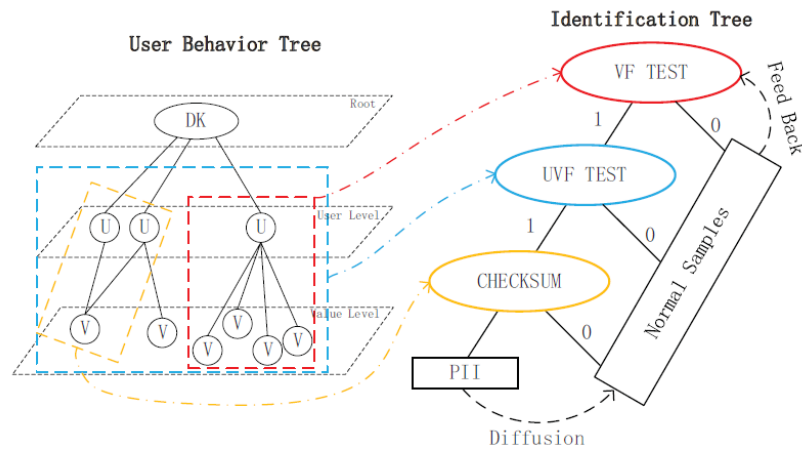 User Behavior Tree
Root
DK
U
U
U
User Level
V
V
V
V
V
V
Value Level
Identification Tree
VF TEST
Feed Back
1
0
UVF TEST
1
0
Normal Samples
CHECKSUM
0
PII
Diffusion